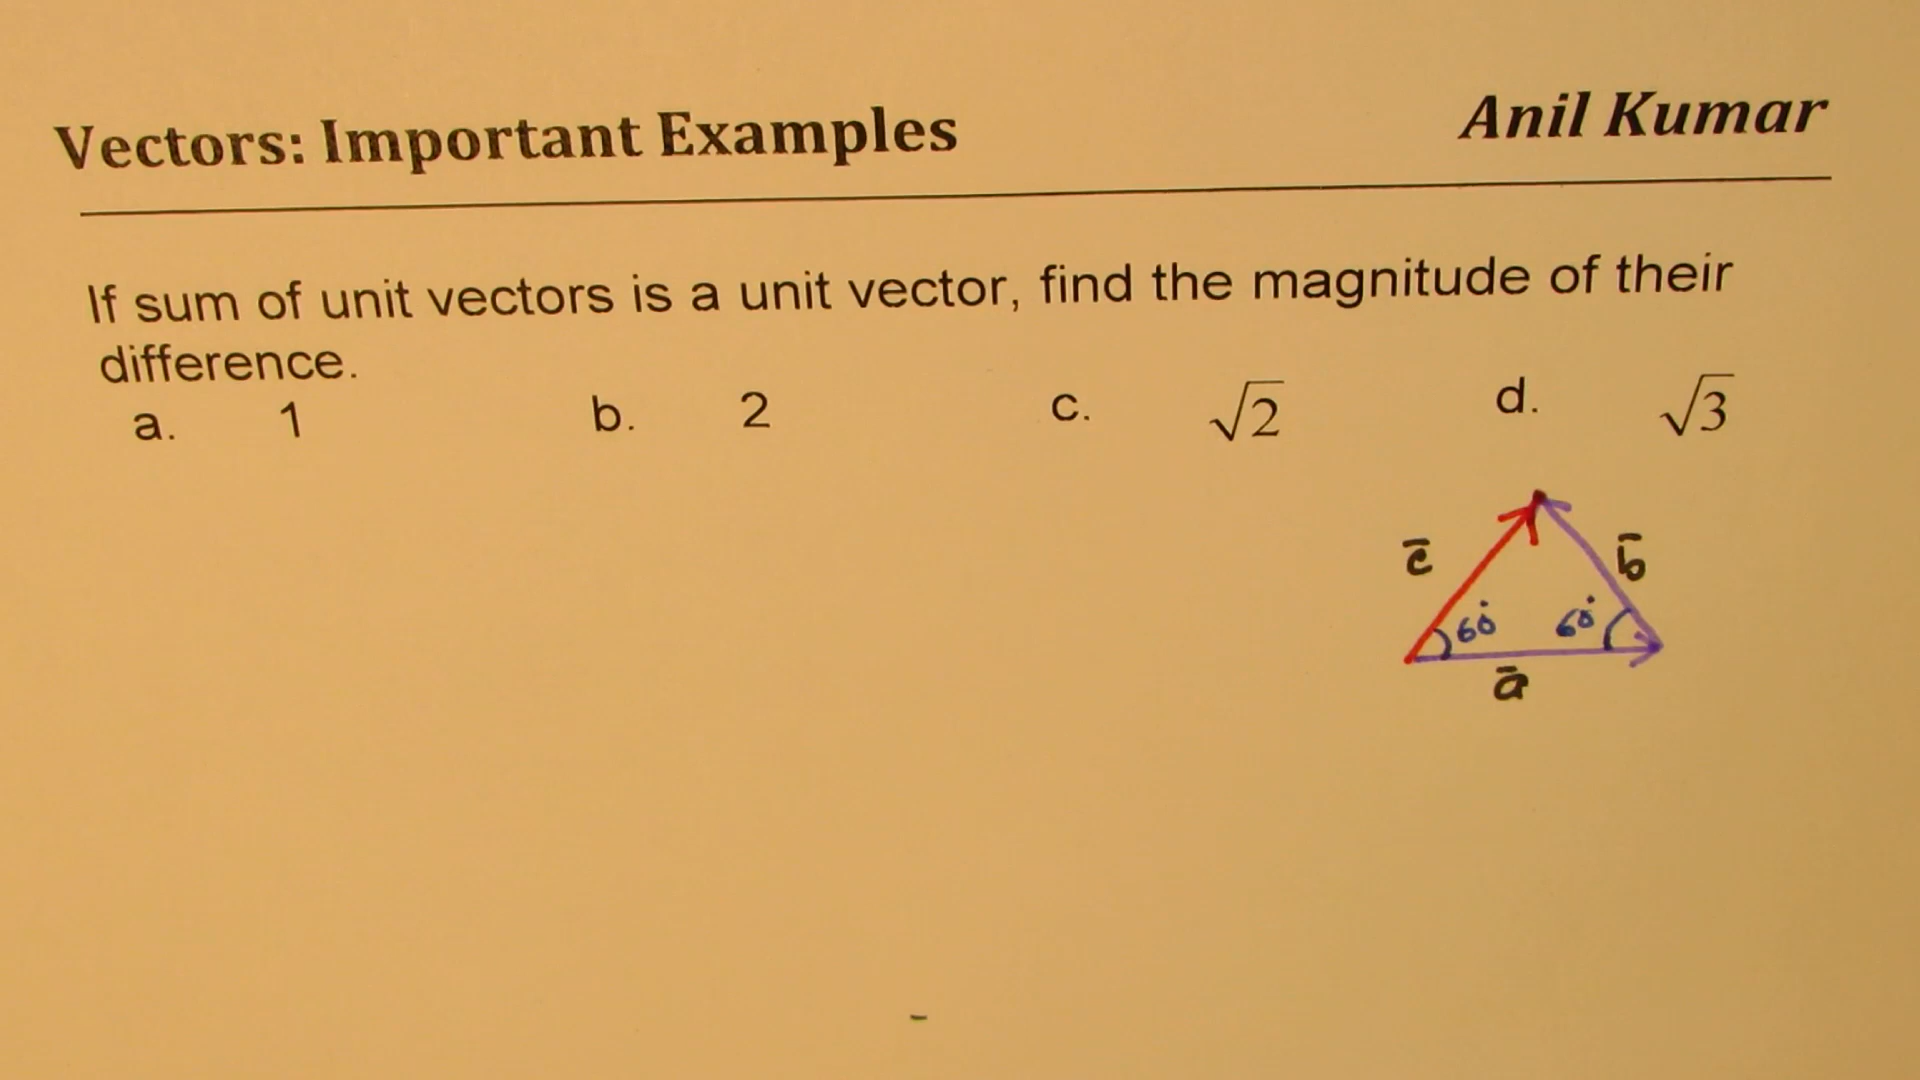 Vectors: Important Examples
Anil Kumar
If sum of unit vectors is a unit vector, find the magnitude of their
difference.
a. 1 b. 2 c. √2 d. √3
c̄ b̄
60° 60°
ā